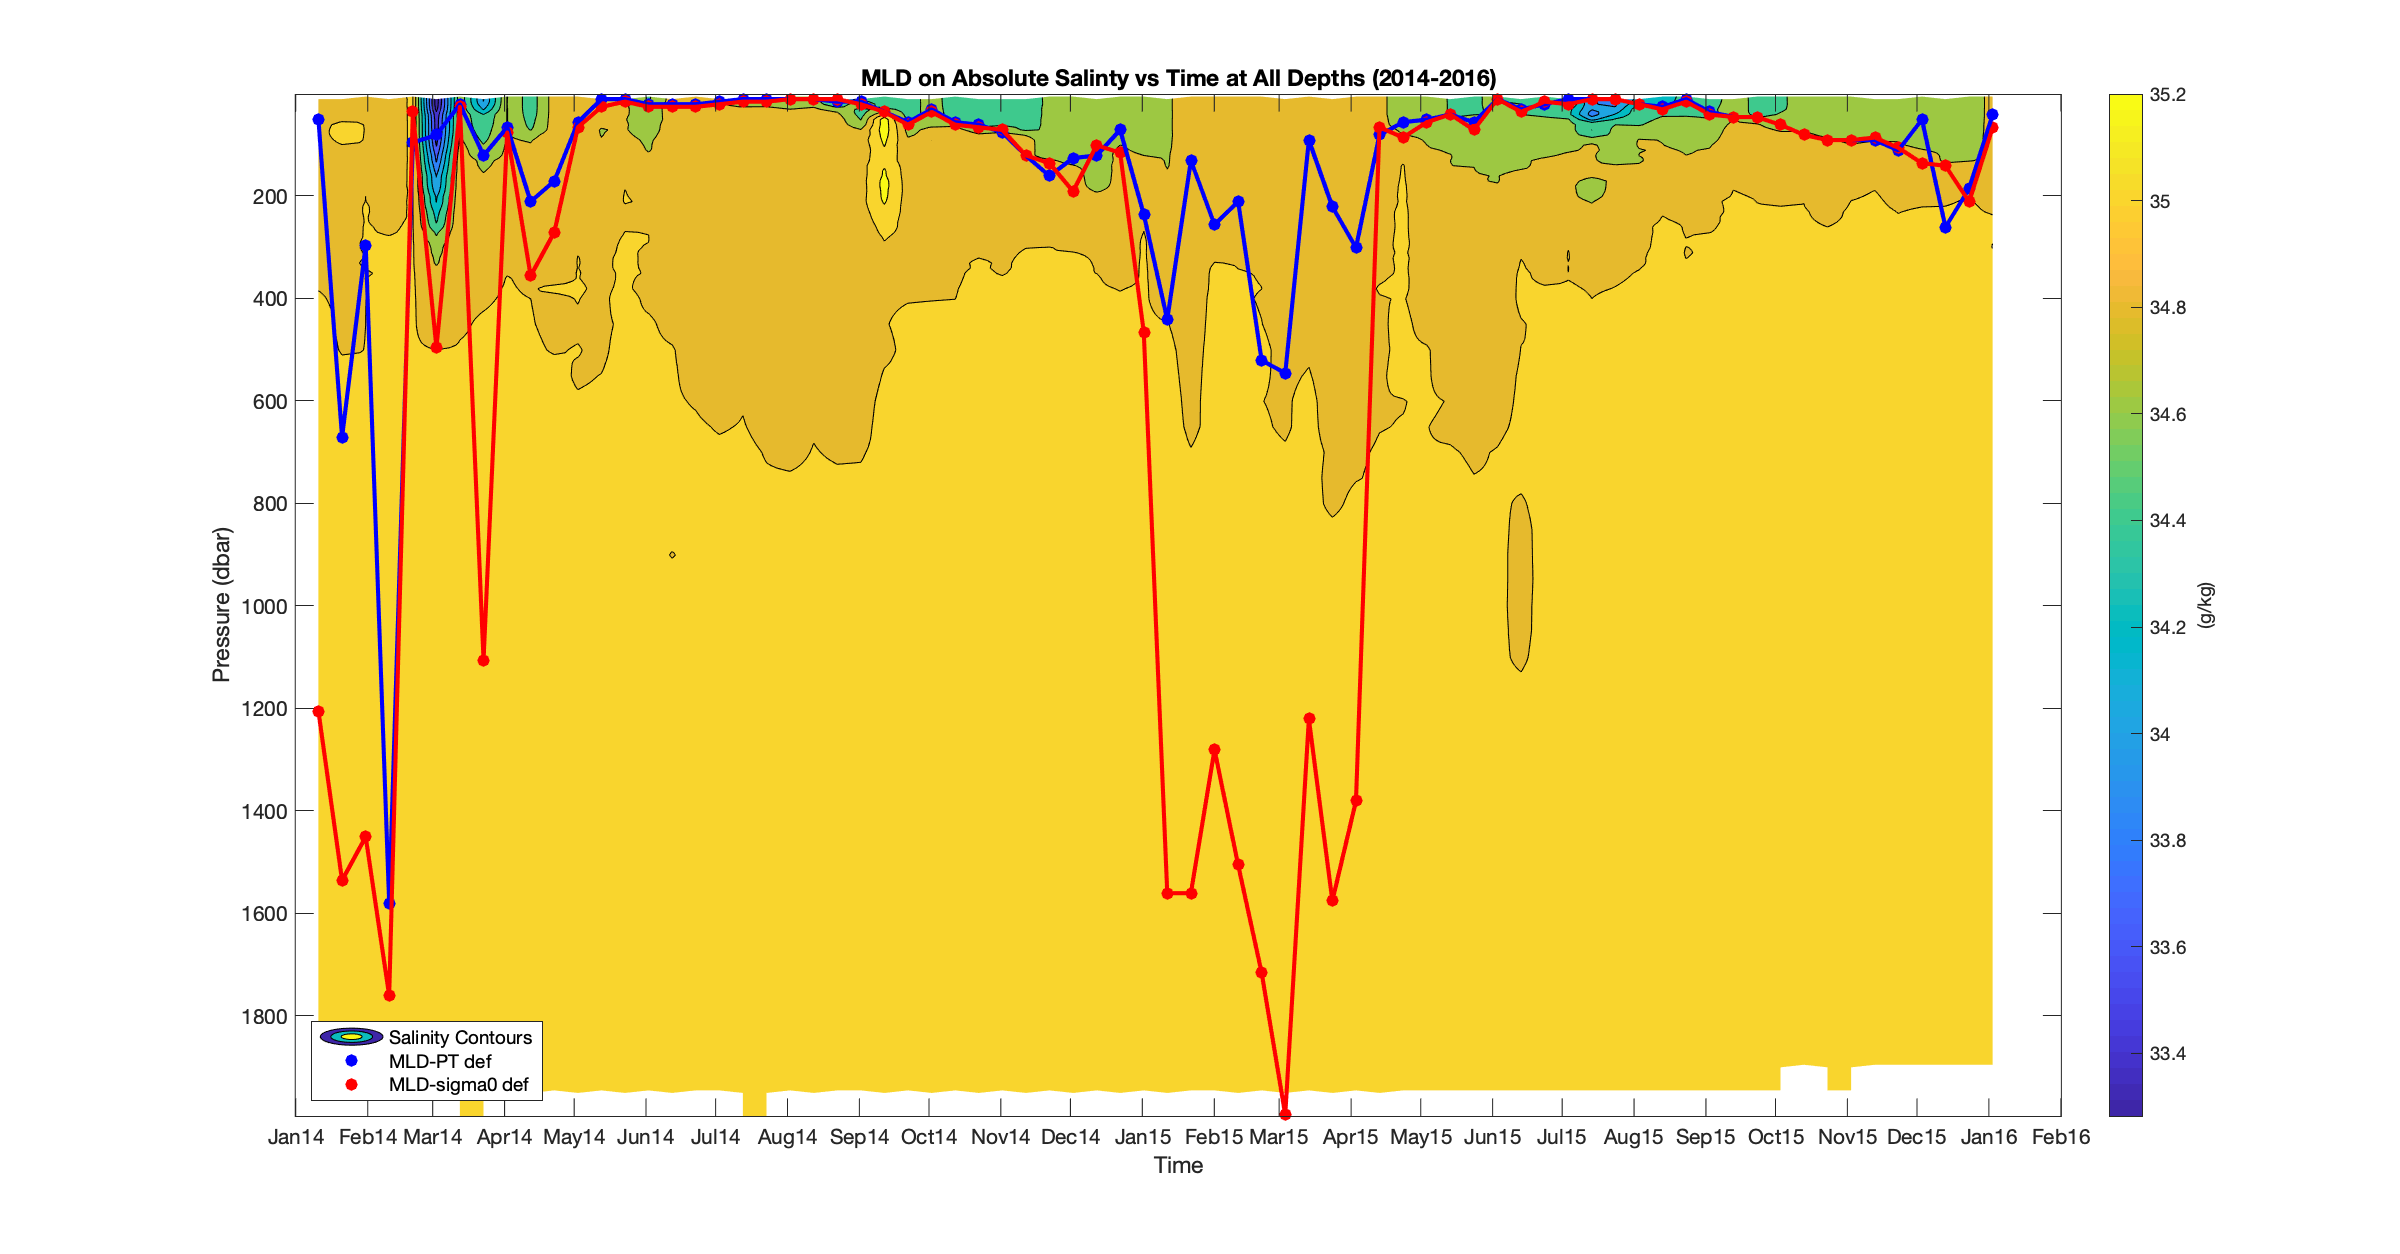 MLD on Absolute Salinty vs Time at All Depths (2014-2016)
Pressure (dbar)
200
400
600
800
1000
1200
1400
1600
1800
Salinity Contours
MLD-PT def
MLD-sigma0 def
Jan14 Feb14 Mar14 Apr14 May14 Jun14 Jul14 Aug14 Sep14 Oct14 Nov14 Dec14 Jan15 Feb15 Mar15 Apr15 May15 Jun15 Jul15 Aug15 Sep15 Oct15 Nov15 Dec15 Jan16 Feb16
Time
35.2
35
34.8
34.6
34.4
34.2
34
33.8
33.6
33.4
(g/kg)